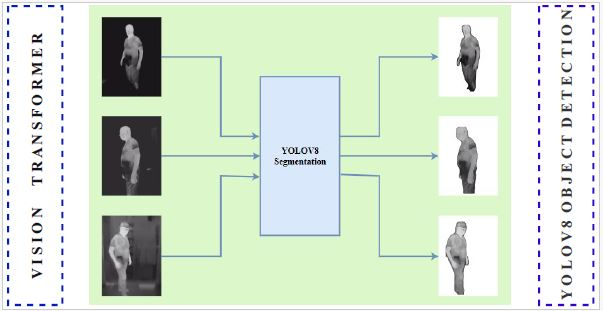 VISION TRANSFORMER
YOLOV8
Segmentation
YOLOV8 OBJECT DETECTION